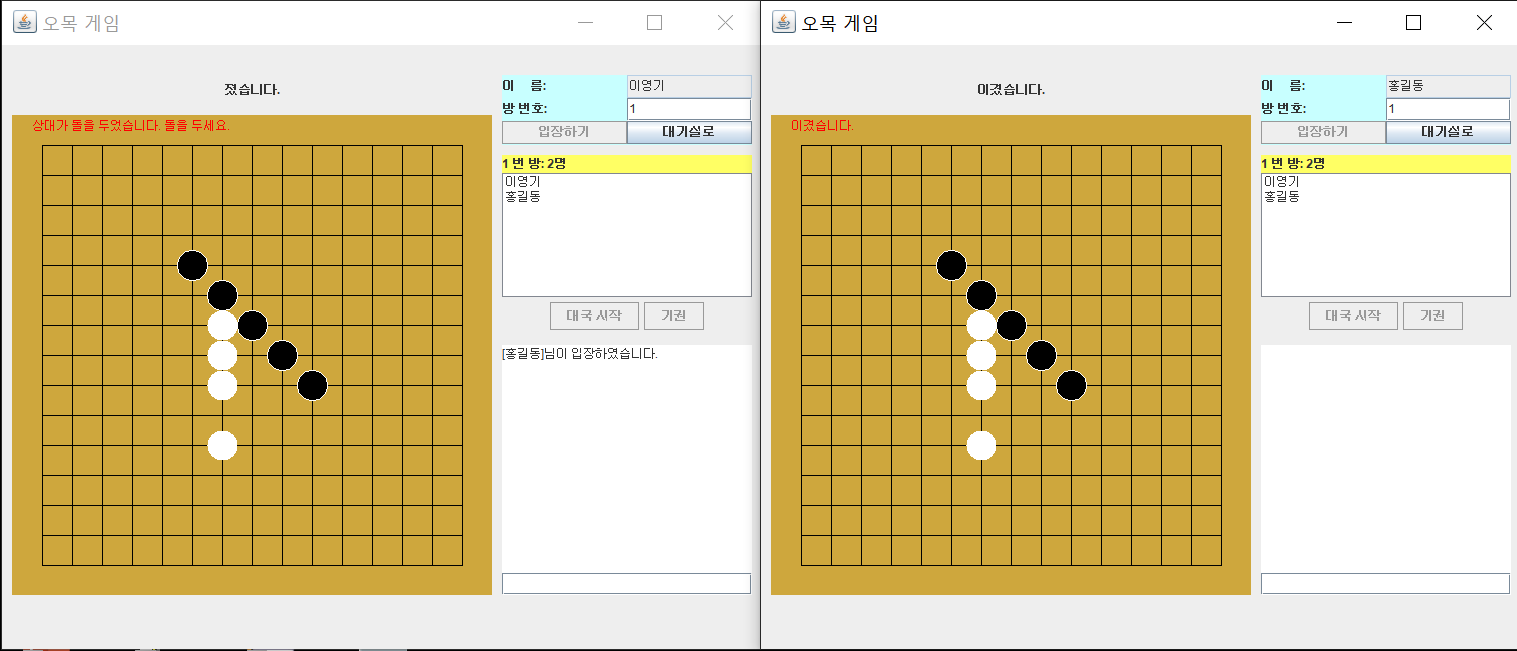 오목 게임
졌습니다.
상대가 돌을 두었습니다. 돌을 두세요.
이 름: 이영기
방 번호: 1
입장하기 대기실로
1 번 방: 2명
이영기
홍길동
대국 시작 기권
[홍길동]님이 입장하였습니다.
오목 게임
이겼습니다.
이겼습니다.
이 름: 홍길동
방 번호: 1
입장하기 대기실로
1 번 방: 2명
이영기
홍길동
대국 시작 기권